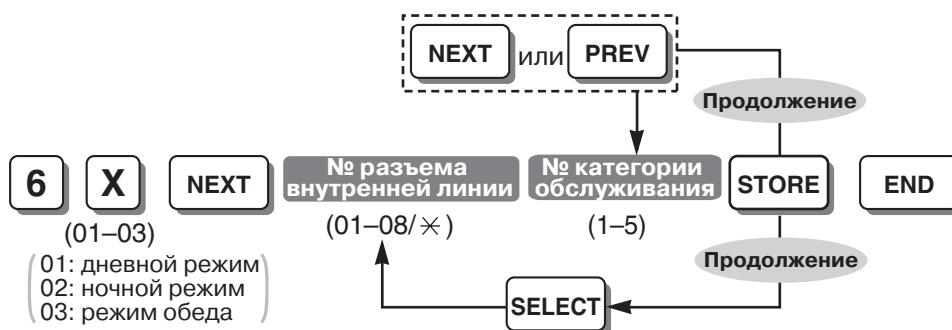 NEXT или PREV
Продолжение
6 X NEXT № разъема внутренней линии № категории обслуживания STORE END
(01–03) (01–08/✳) (1–5)
01: дневной режим
02: ночной режим
03: режим обеда
Продолжение
SELECT